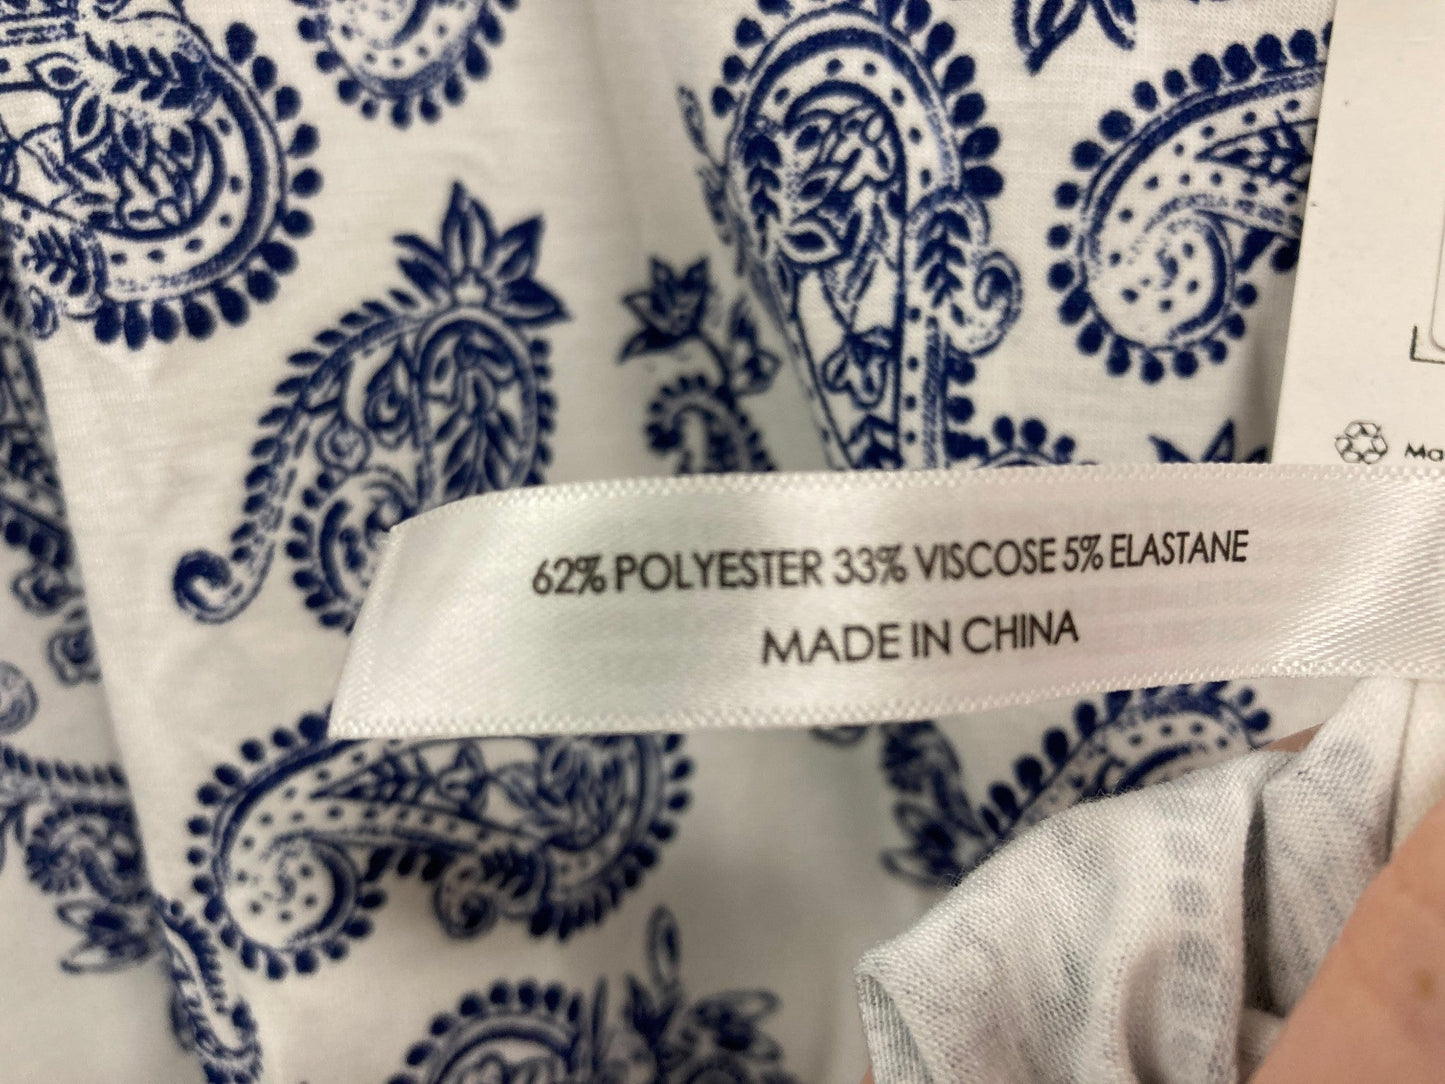 62% POLYESTER 33% VISCOSE 5% ELASTANE
MADE IN CHINA